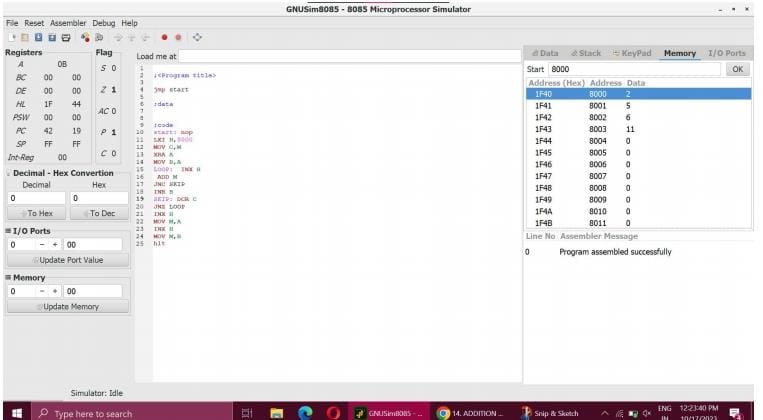 GNUSim8085 - 8085 Microprocessor Simulator
File Reset Assembler Debug Help
Registers
A 0B
BC 00 00
DE 00 00
HL 1F 44
PSW 00 00
PC 42 19
SP FF FF
Int-Reg 00
Flag
S 0
Z 1
AC 0
P 1
C 0
Decimal - Hex Convertion
Decimal Hex
0 0
To Hex To Dec
I/O Ports
0 - + 00
Update Port Value
Memory
0 - + 00
Update Memory
Load me at
1
2 ;<Program title>
3
4 jmp start
5
6 ;data
7
8
9 ;code
10 start: nop
11 LXI H,8000
12 MOV C,M
13 XRA A
14 MOV B,A
15 LOOP: INX H
16 ADD M
17 JNC SKIP
18 INR B
19 SKIP: DCR C
20 JNZ LOOP
21 INX H
22 MOV M,A
23 INX H
24 MOV M,B
25 hlt
Data Stack KeyPad Memory I/O Ports
Start 8000 OK
Address (Hex) Address Data
1F40 8000 2
1F41 8001 5
1F42 8002 6
1F43 8003 11
1F44 8004 0
1F45 8005 0
1F46 8006 0
1F47 8007 0
1F48 8008 0
1F49 8009 0
1F4A 8010 0
1F4B 8011 0
Line No Assembler Message
0 Program assembled successfully
Simulator: Idle
Type here to search
GNUSim8085 - ...
14. ADDITION ...
Snip & Sketch
ENG
IN
12:23:40 PM
10/17/2023